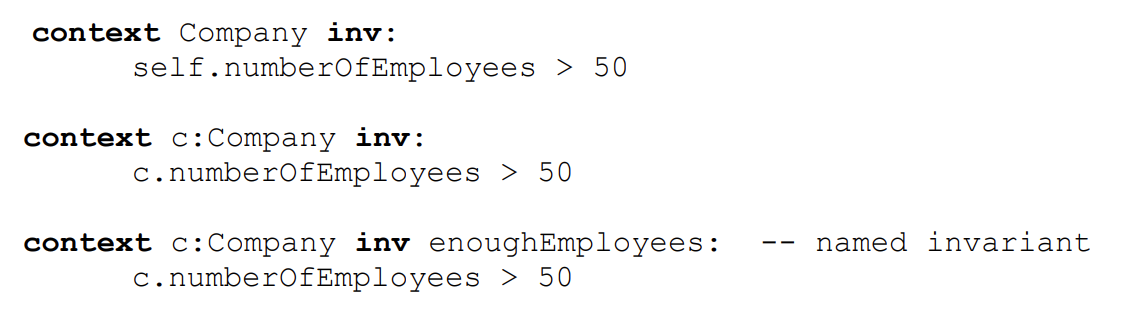 context Company inv:
self.numberOfEmployees > 50
context c:Company inv:
c.numberOfEmployees > 50
context c:Company inv enoughEmployees: -- named invariant
c.numberOfEmployees > 50